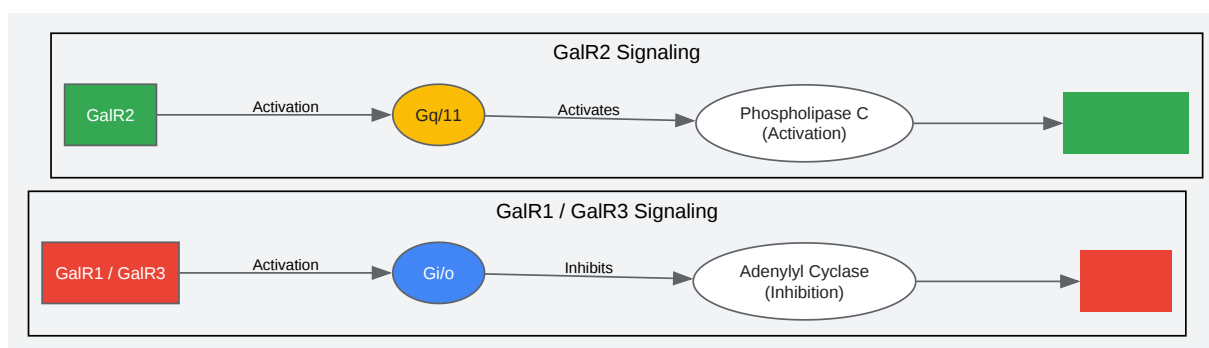 GalR2 Signaling
GalR2
Activation
Gq/11
Activates
Phospholipase C
(Activation)
GalR1 / GalR3 Signaling
GalR1 / GalR3
Activation
Gi/o
Inhibits
Adenylyl Cyclase
(Inhibition)